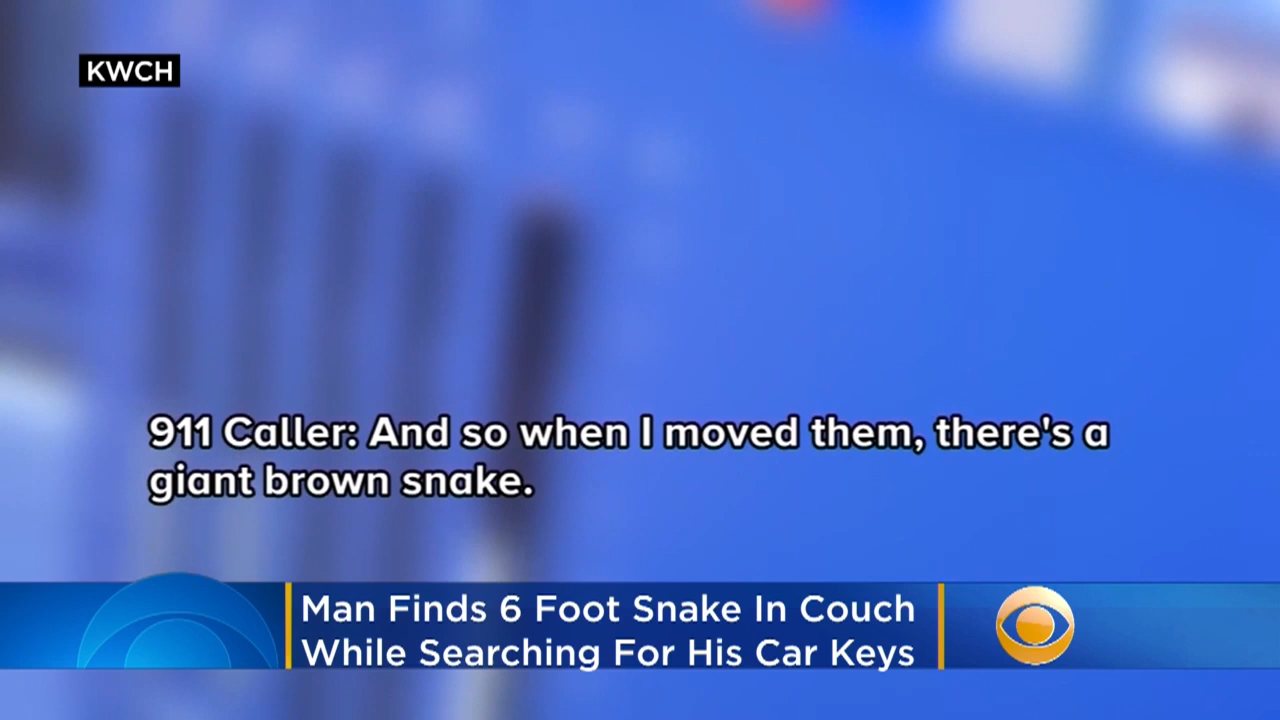 KWCH
911 Caller: And so when I moved them, there's a
giant brown snake.
Man Finds 6 Foot Snake In Couch
While Searching For His Car Keys